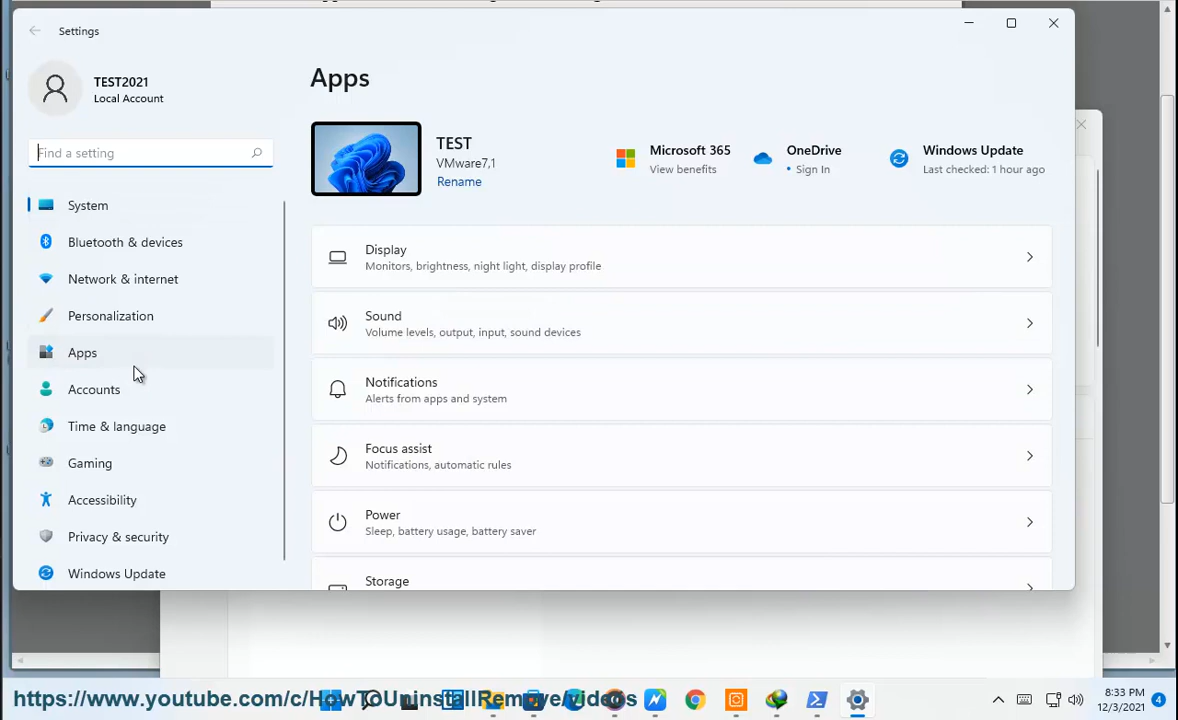 Settings
TEST2021
Local Account
Find a setting
System
Bluetooth & devices
Network & internet
Personalization
Apps
Accounts
Time & language
Gaming
Accessibility
Privacy & security
Windows Update
Apps
TEST
VMware7,1
Rename
Microsoft 365
View benefits
OneDrive
• Sign In
Windows Update
Last checked: 1 hour ago
Display
Monitors, brightness, night light, display profile
Sound
Volume levels, output, input, sound devices
Notifications
Alerts from apps and system
Focus assist
Notifications, automatic rules
Power
Sleep, battery usage, battery saver
Storage
https://www.youtube.com/c/HowTOUninstallRemove/videos
8:33 PM
12/3/2021
4